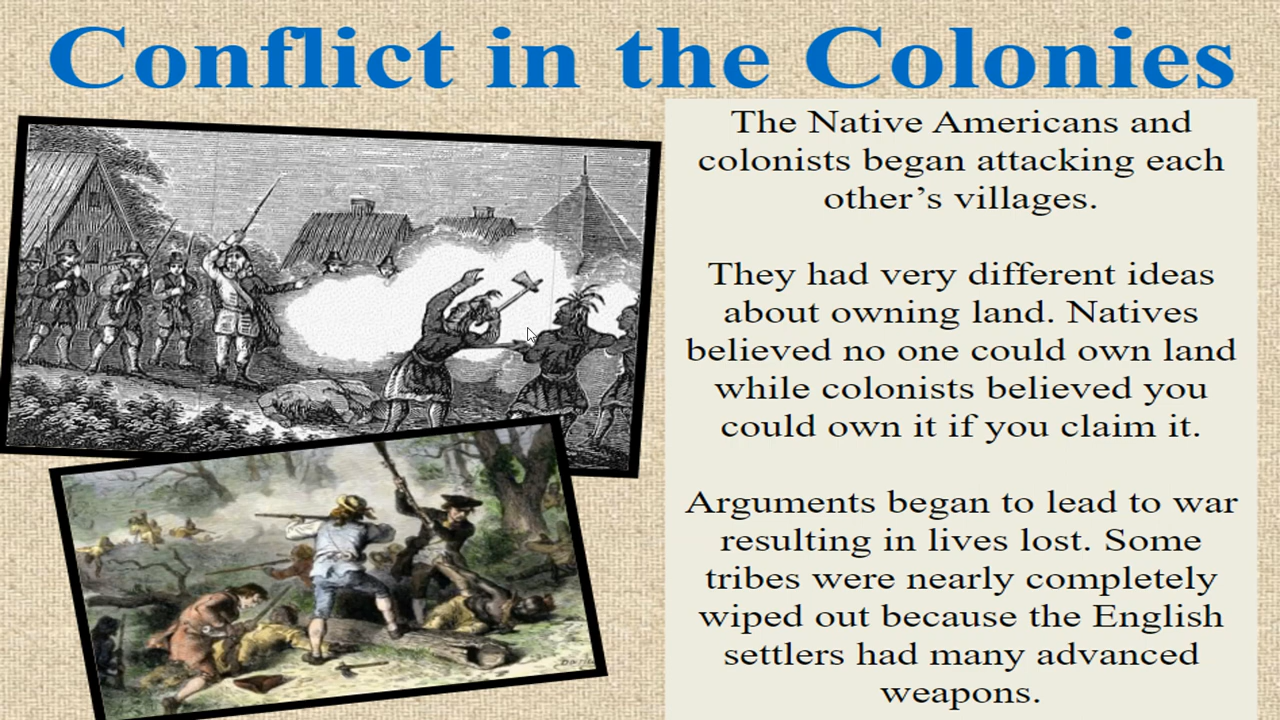 Conflict in the Colonies
The Native Americans and
colonists began attacking each
other’s villages.
They had very different ideas
about owning land. Natives
believed no one could own land
while colonists believed you
could own it if you claim it.
Arguments began to lead to war
resulting in lives lost. Some
tribes were nearly completely
wiped out because the English
settlers had many advanced
weapons.